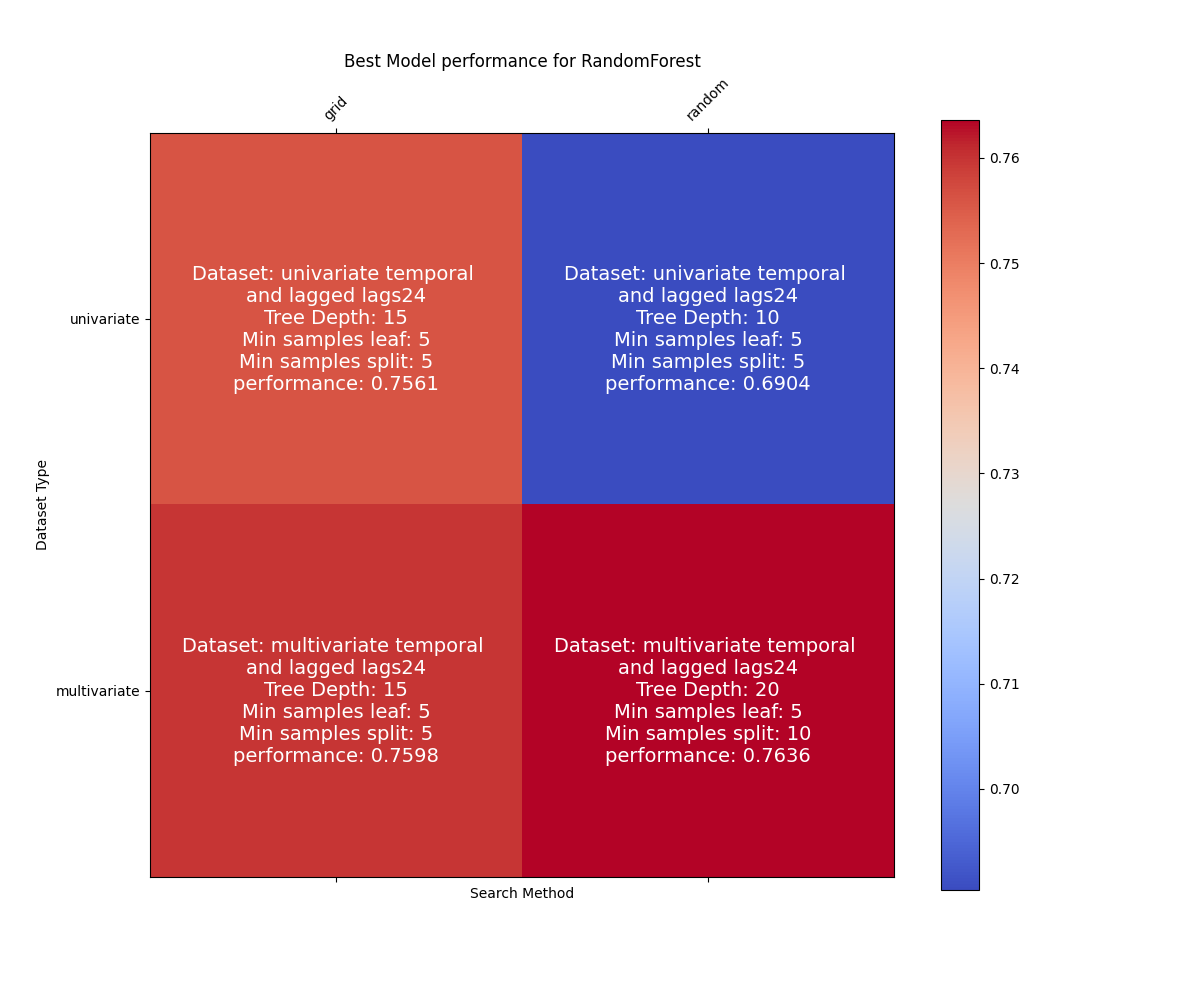 Best Model performance for RandomForest
grid
random
Dataset: univariate temporal
and lagged lags24
Tree Depth: 15
Min samples leaf: 5
Min samples split: 5
performance: 0.7561
Dataset: univariate temporal
and lagged lags24
Tree Depth: 10
Min samples leaf: 5
Min samples split: 5
performance: 0.6904
univariate
Dataset: multivariate temporal
and lagged lags24
Tree Depth: 15
Min samples leaf: 5
Min samples split: 5
performance: 0.7598
Dataset: multivariate temporal
and lagged lags24
Tree Depth: 20
Min samples leaf: 5
Min samples split: 10
performance: 0.7636
multivariate
Dataset Type
Search Method
0.76
0.75
0.74
0.73
0.72
0.71
0.70